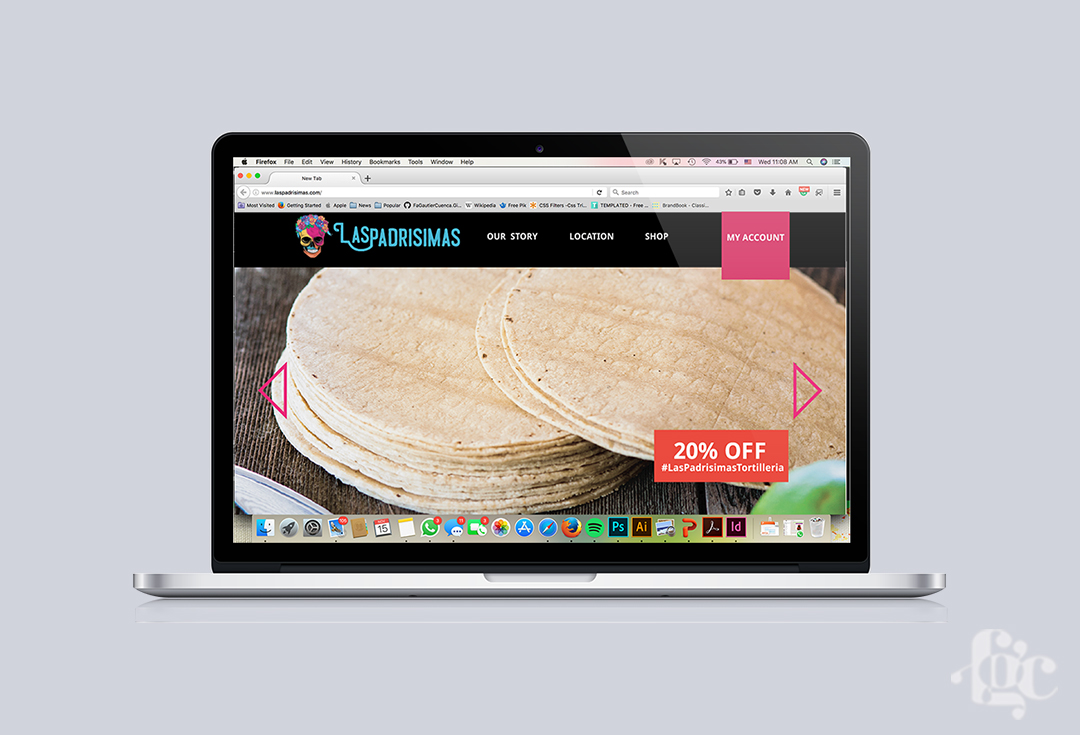 Firefox File Edit View History Bookmarks Tools Window Help 43% Wed 11:08 AM
New Tab
www.laspadrisimas.com/ Search
Most Visited Getting Started Apple News Popular FaGautierCuenca.Gi... Wikipedia Free Pik CSS Filters -Css Tri... TEMPLATED - Free ... BrandBook - Classi...
LASPADRISIMAS OUR STORY LOCATION SHOP MY ACCOUNT
20% OFF
#LasPadrisimasTortilleria
15
Ps Ai Id
fgc